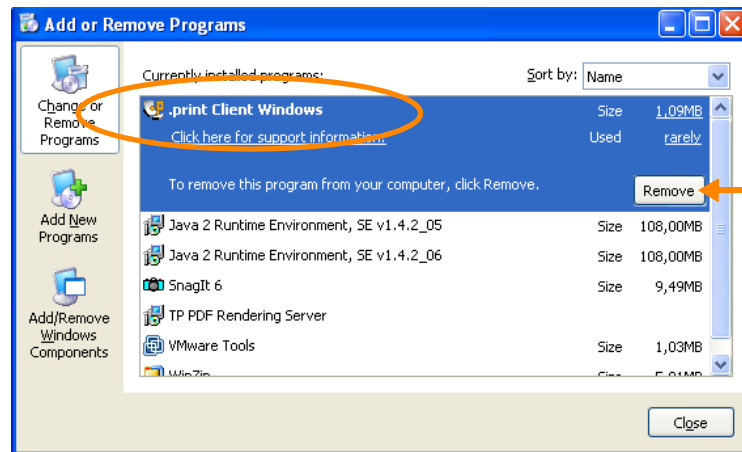 Add or Remove Programs
Change or
Remove
Programs
Add New
Programs
Add/Remove
Windows
Components
Currently installed programs:
Sort by: Name
.print Client Windows Size 1,09MB
Click here for support information. Used rarely
To remove this program from your computer, click Remove. Remove
Java 2 Runtime Environment, SE v1.4.2_05 Size 108,00MB
Java 2 Runtime Environment, SE v1.4.2_06 Size 108,00MB
SnagIt 6 Size 9,49MB
TP PDF Rendering Server
VMware Tools Size 1,03MB
WinZip Size 5,01MB
Close